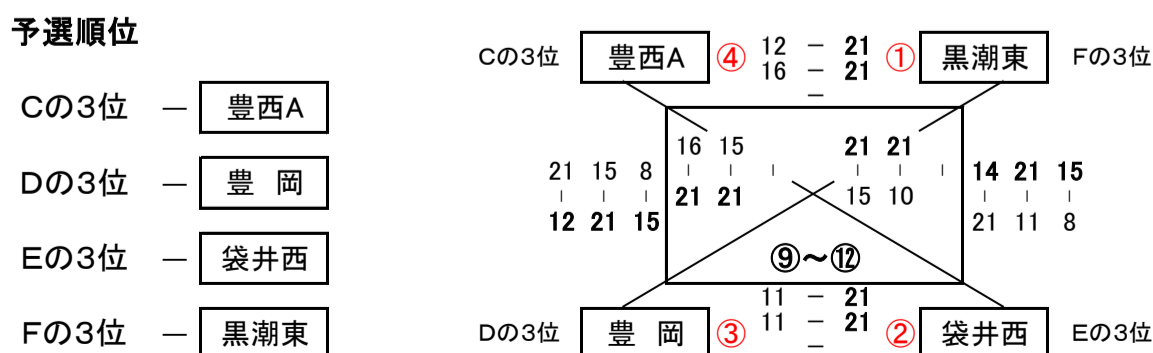 予選順位
Cの3位 — 豊西A
Dの3位 — 豊 岡
Eの3位 — 袋井西
Fの3位 — 黒潮東
Cの3位 豊西A ④ 12 — 21 ① 黒潮東 Fの3位
16 — 21
—
16 15 21 21
21 15 8 | | | | | | 14 21 15
| | | 21 21 15 10 | | |
12 21 15 21 11 8
⑨～⑫
11 — 21
Dの3位 豊 岡 ③ 11 — 21 ② 袋井西 Eの3位
—